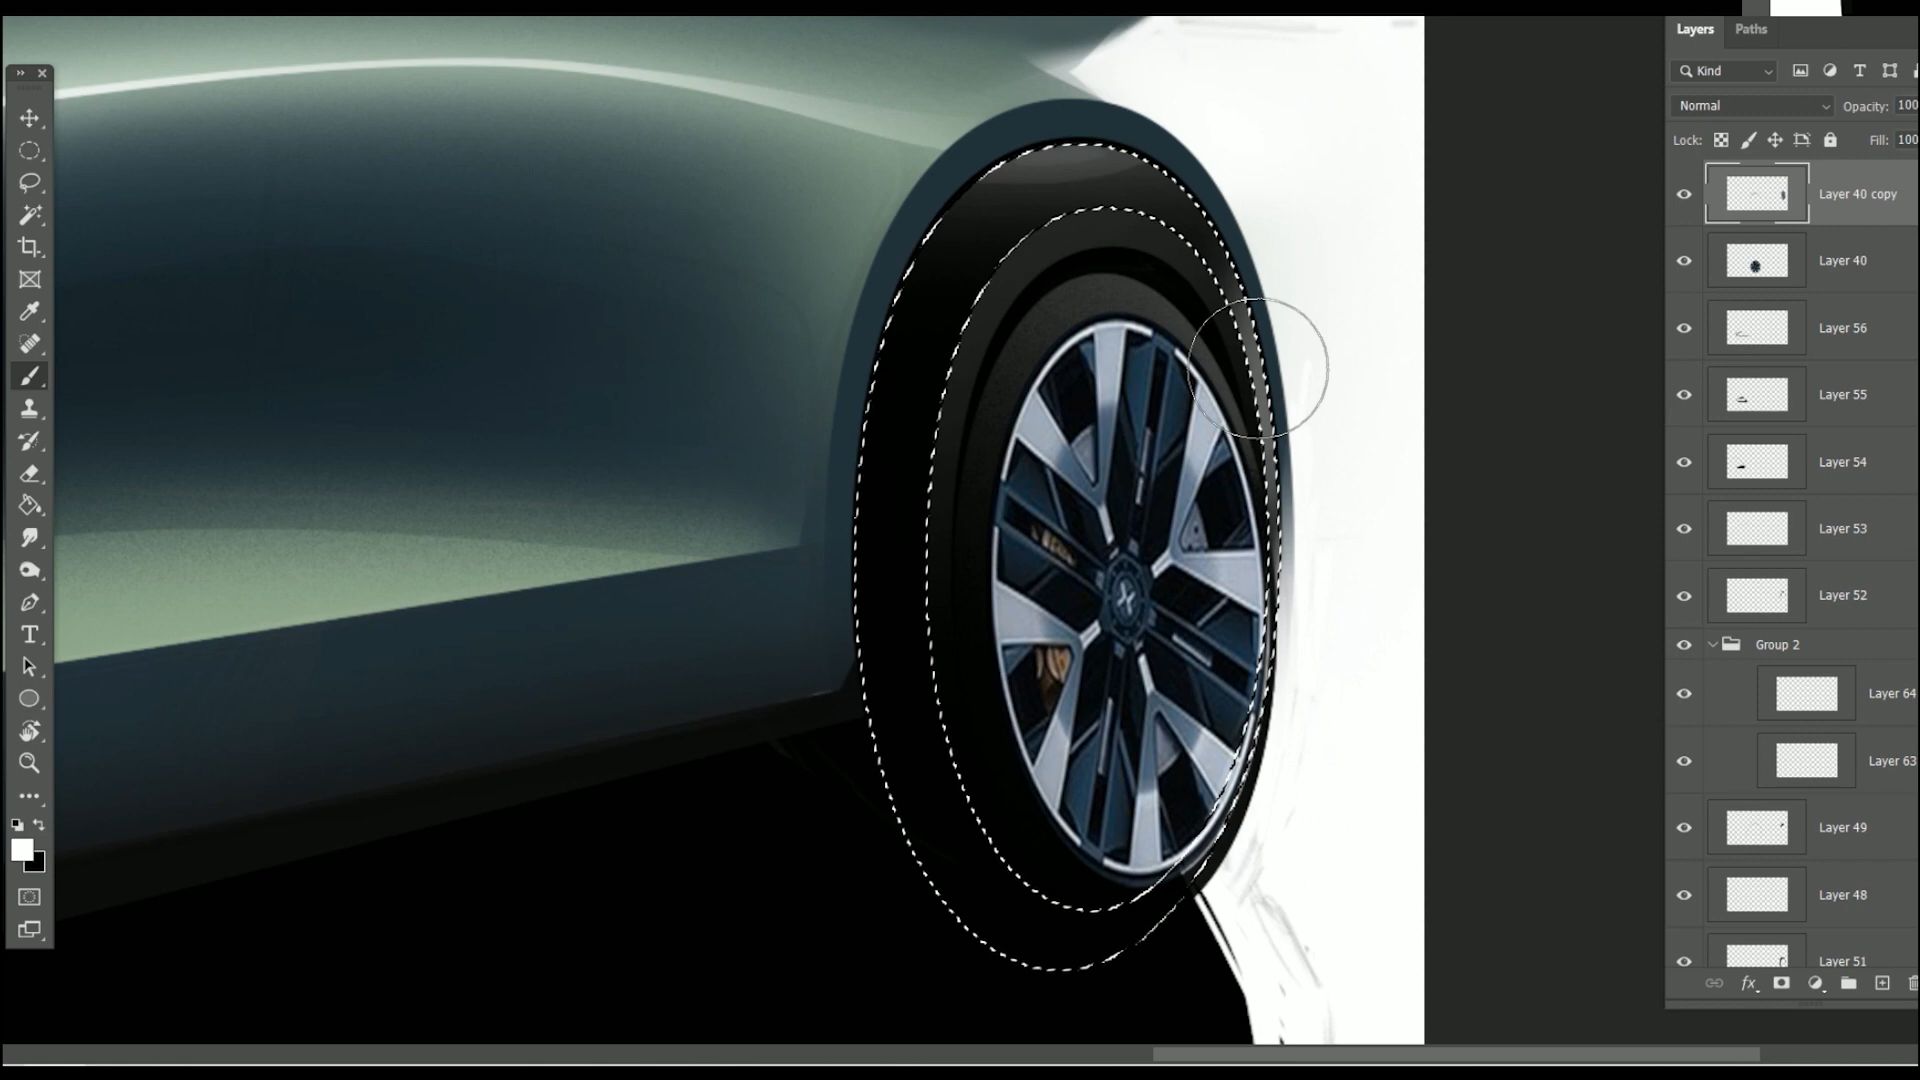 Layers Paths
Kind
Normal Opacity: 100
Lock: Fill: 100
Layer 40 copy
Layer 40
Layer 56
Layer 55
Layer 54
Layer 53
Layer 52
Group 2
Layer 64
Layer 63
Layer 49
Layer 48
Layer 51
fx